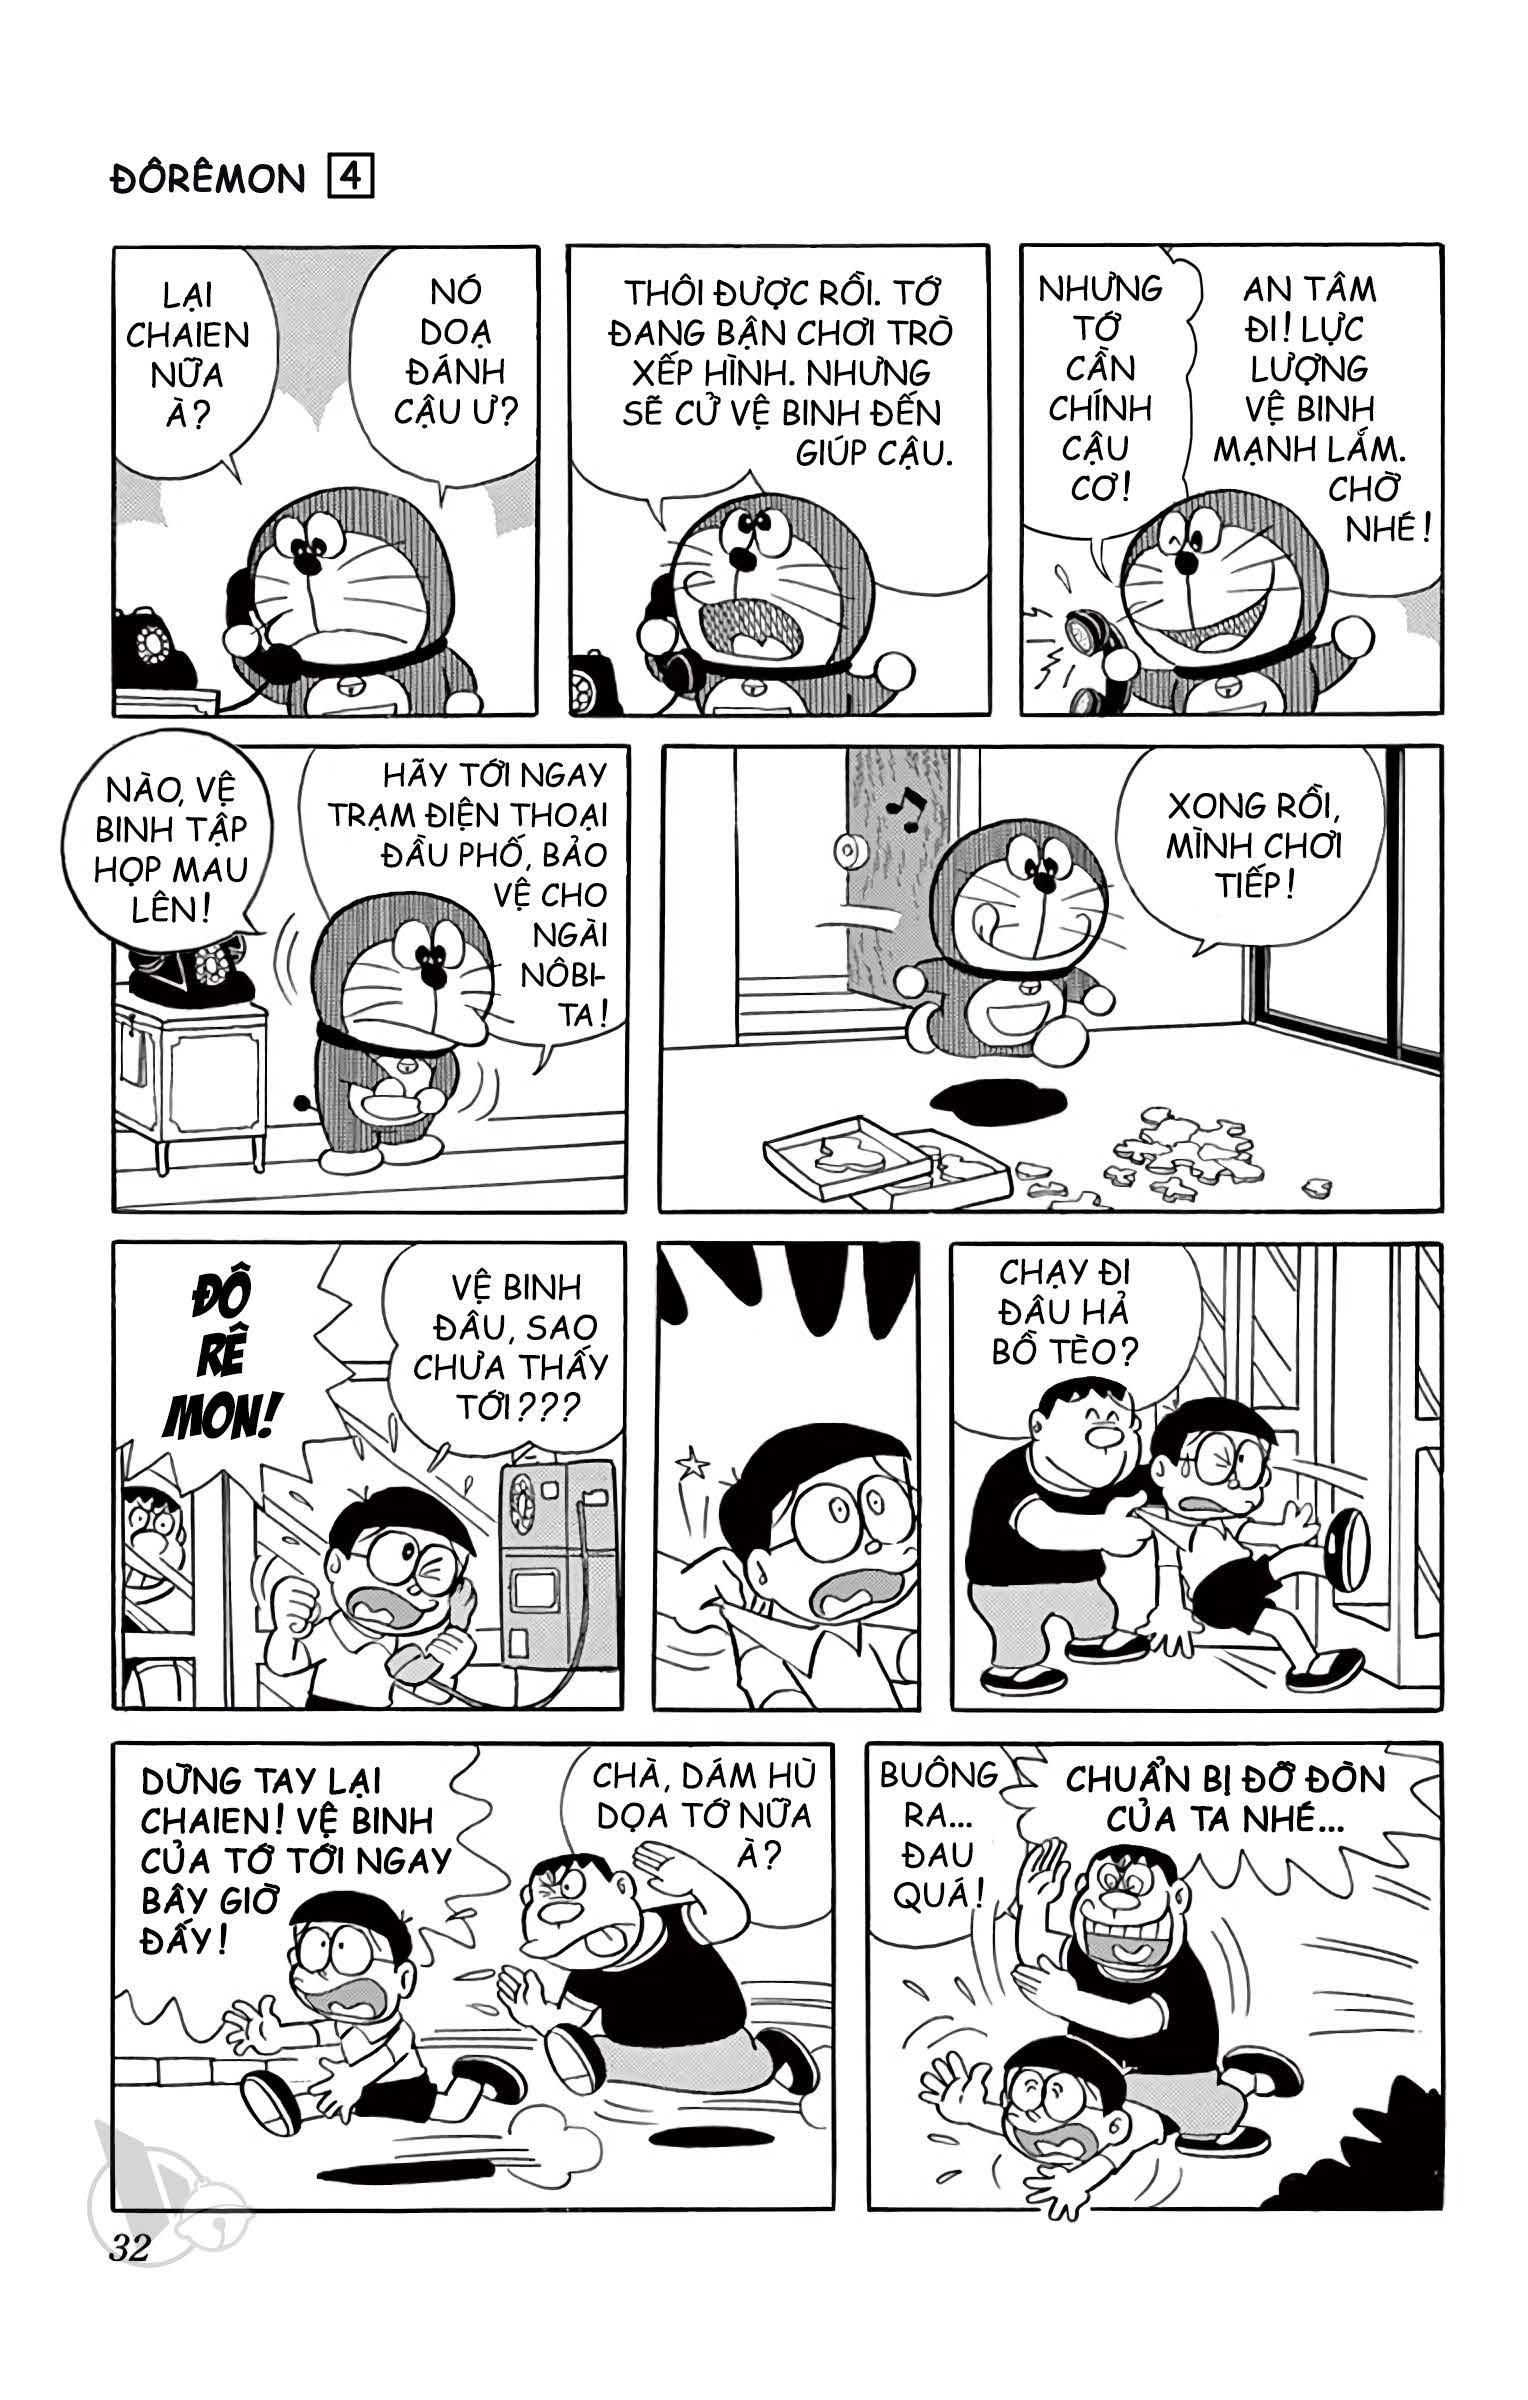 ĐÔRÊMON 4
LẠI
CHAIEN
NỮA
À?
NÓ
DOẠ
ĐÁNH
CẬU Ư?
THÔI ĐƯỢC RỒI. TỚ
ĐANG BẬN CHƠI TRÒ
XẾP HÌNH. NHƯNG
SẼ CỬ VỆ BINH ĐẾN
GIÚP CẬU.
NHƯNG
TỚ
CẦN
CHÍNH
CẬU
CƠ!
AN TÂM
ĐI! LỰC
LƯỢNG
VỆ BINH
MẠNH LẮM.
CHỜ
NHÉ!
NÀO, VỆ
BINH TẬP
HỌP MAU
LÊN!
HÃY TỚI NGAY
TRẠM ĐIỆN THOẠI
ĐẦU PHỐ, BẢO
VỆ CHO
NGÀI
NÔBI-
TA!
XONG RỒI,
MÌNH CHƠI
TIẾP!
ĐÔ
RÊ
MON!
VỆ BINH
ĐÂU, SAO
CHƯA THẤY
TỚI???
CHẠY ĐI
ĐÂU HẢ
BỒ TÈO?
DỪNG TAY LẠI
CHAIEN! VỆ BINH
CỦA TỚ TỚI NGAY
BÂY GIỜ
ĐẤY!
CHÀ, DÁM HÙ
DỌA TỚ NỮA
À?
BUÔNG
RA...
ĐAU
QUÁ!
CHUẨN BỊ ĐỠ ĐÒN
CỦA TA NHÉ...
32